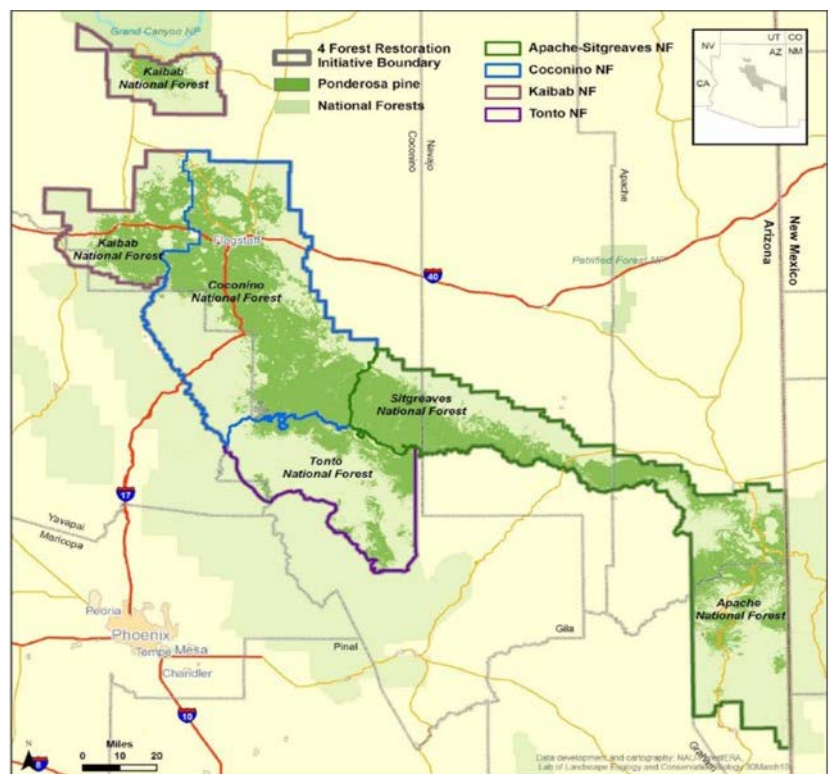 Grand Canyon NP
Kaibab
National Forest
4 Forest Restoration
Initiative Boundary
Ponderosa pine
National Forests
Apache-Sitgreaves NF
Coconino NF
Kaibab NF
Tonto NF
UT
CO
NV
AZ
NM
CA
Coconino
Navajo
Apache
Kaibab
National Forest
Flagstaff
Coconino
National Forest
Petrified Forest NP
40
Arizona
New Mexico
Sitgreaves
National Forest
Tonto
National Forest
17
Yavapai
Maricopa
Peoria
Phoenix
Tempe
Mesa
Chandler
Pinal
Gila
Apache
National Forest
10
Graham
N
Miles
0 10 20
8
Data development and cartography:
Lab of Landscape Ecology and Conservation Biology